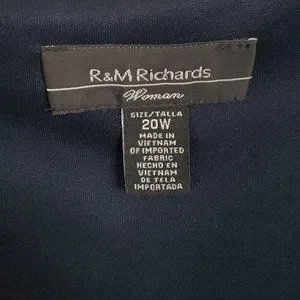 R&M Richards
Woman
SIZE/TALLA
20W
MADE IN
VIETNAM
OF IMPORTED
FABRIC
HECHO EN
VIETNAM
DE TELA
IMPORTADA